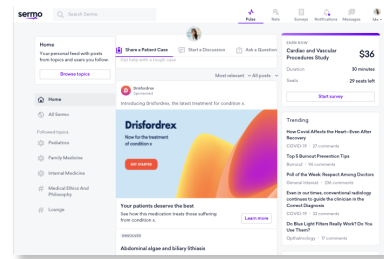 sermo
Search Sermo
Pulse
Rate
Surveys
Notifications
Messages
Me
Home
Your personal feed with posts
from topics and users you follow
Browse topics
Home
All Sermo
Followed topics
Pediatrics
Family Medicine
Internal Medicine
Medical Ethics And
Philosophy
Lounge
Share a Patient Case
Start a Discussion
Ask a Question
Get help with a tough case
Most relevant
All posts
Drisfordrex
Sponsored
Introducing Drisfordrex, the latest treatment for condition x.
Drisfordrex
Now for the treatment
of condition x
GET STARTED
Your patients deserve the best
See how this medication treats those suffering
from condition x.
Learn more
Abdominal algae and biliary lithiasis
EARN NOW
Cardiac and Vascular
Procedures Study
$36
Duration
30 minutes
Seats
29 seats left
Start survey
Trending
How Covid Affects the Heart—Even After
Recovery
COVID-19 · 27 comments
Top 5 Burnout Prevention Tips
Burnout · 96 comments
Poll of the Week: Respect Among Doctors
General Interest · 236 comments
Even in our times, conventional radiology
continues to guide the clinician in the
Correct Diagnosis
COVID-19 · 32 comments
Do Blue Light Filters Really Work? Do You
Use Them?
Opthalmology · 17 comments